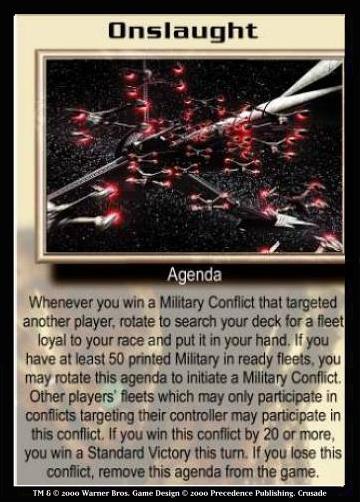 Onslaught
Agenda
Whenever you win a Military Conflict that targeted
another player, rotate to search your deck for a fleet
loyal to your race and put it in your hand. If you
have at least 50 printed Military in ready fleets, you
may rotate this agenda to initiate a Military Conflict.
Other players' fleets which may only participate in
conflicts targeting their controller may participate in
this conflict. If you win this conflict by 20 or more,
you win a Standard Victory this turn. If you lose this
conflict, remove this agenda from the game.
TM & © 2000 Warner Bros. Game Design © 2000 Precedence Publishing. Crusade